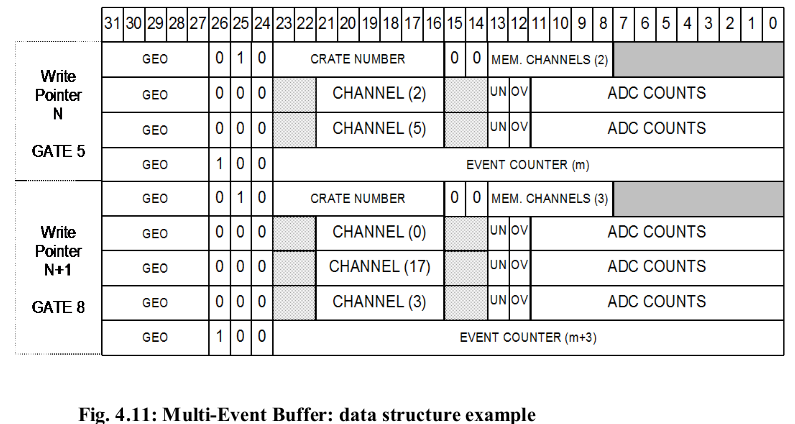 31 30 29 28 27 26 25 24 23 22 21 20 19 18 17 16 15 14 13 12 11 10 9 8 7 6 5 4 3 2 1 0
Write
Pointer
N
GATE 5
GEO 0 1 0 CRATE NUMBER 0 0 MEM. CHANNELS (2)
GEO 0 0 0 CHANNEL (2) UN OV ADC COUNTS
GEO 0 0 0 CHANNEL (5) UN OV ADC COUNTS
GEO 1 0 0 EVENT COUNTER (m)
Write
Pointer
N+1
GATE 8
GEO 0 1 0 CRATE NUMBER 0 0 MEM. CHANNELS (3)
GEO 0 0 0 CHANNEL (0) UN OV ADC COUNTS
GEO 0 0 0 CHANNEL (17) UN OV ADC COUNTS
GEO 0 0 0 CHANNEL (3) UN OV ADC COUNTS
GEO 1 0 0 EVENT COUNTER (m+3)
Fig. 4.11: Multi-Event Buffer: data structure example